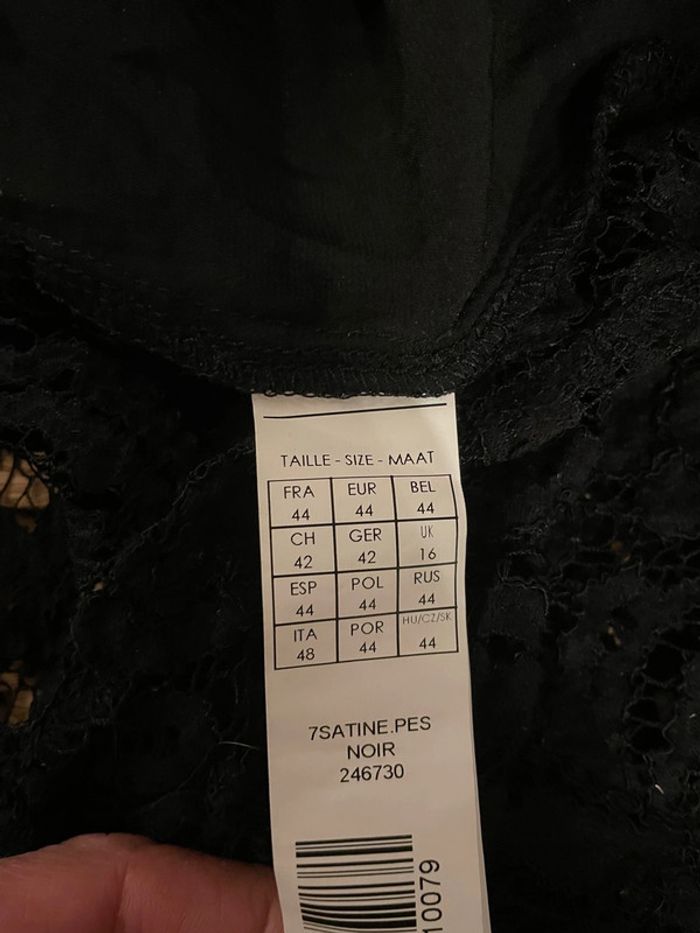 TAILLE - SIZE - MAAT
FRA EUR BEL
44 44 44
CH GER UK
42 42 16
ESP POL RUS
44 44 44
ITA POR HU/CZ/SK
48 44 44
7SATINE.PES
NOIR
246730
10079